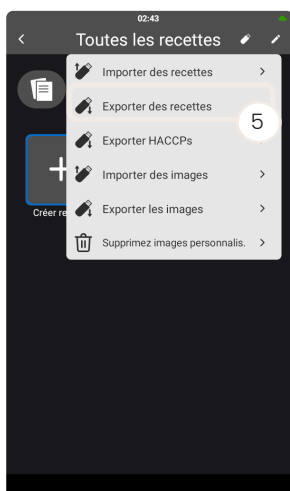 02:43
Toutes les recettes
Importer des recettes
Exporter des recettes
5
Exporter HACCPs
Importer des images
Créer re
Exporter les images
Supprimez images personnalis.